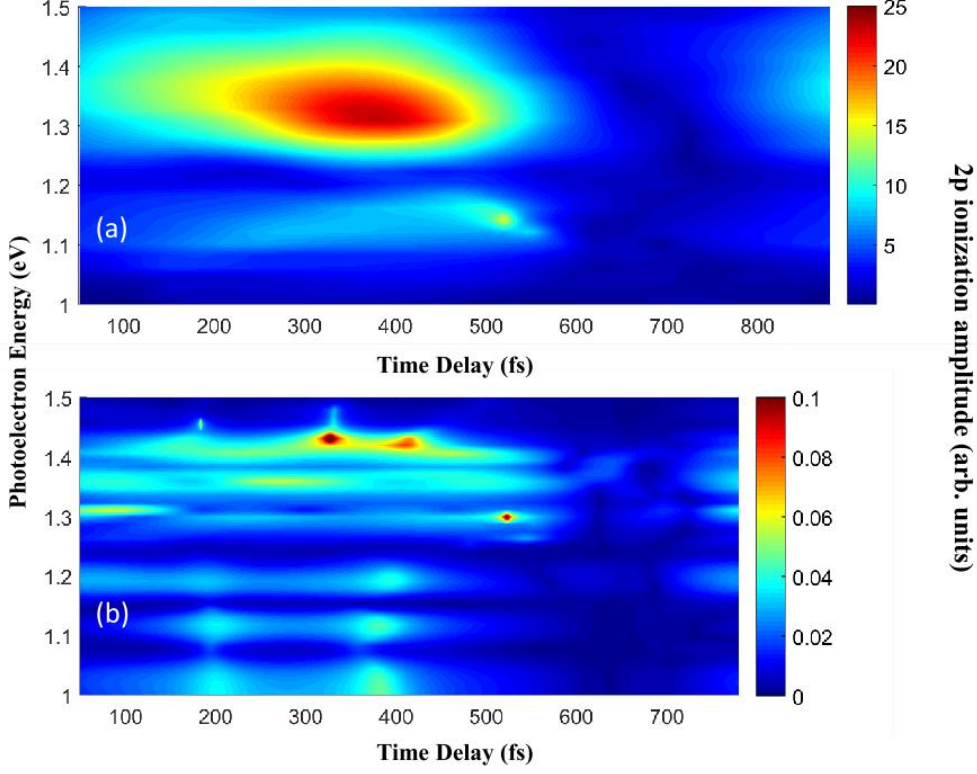 1.5
1.4
1.3
1.2
1.1
1
(a)
100 200 300 400 500 600 700 800
Time Delay (fs)
25
20
15
10
5
Photoelectron Energy (eV)
2p ionization amplitude (arb. units)
1.5
1.4
1.3
1.2
1.1
1
(b)
100 200 300 400 500 600 700
Time Delay (fs)
0.1
0.08
0.06
0.04
0.02
0